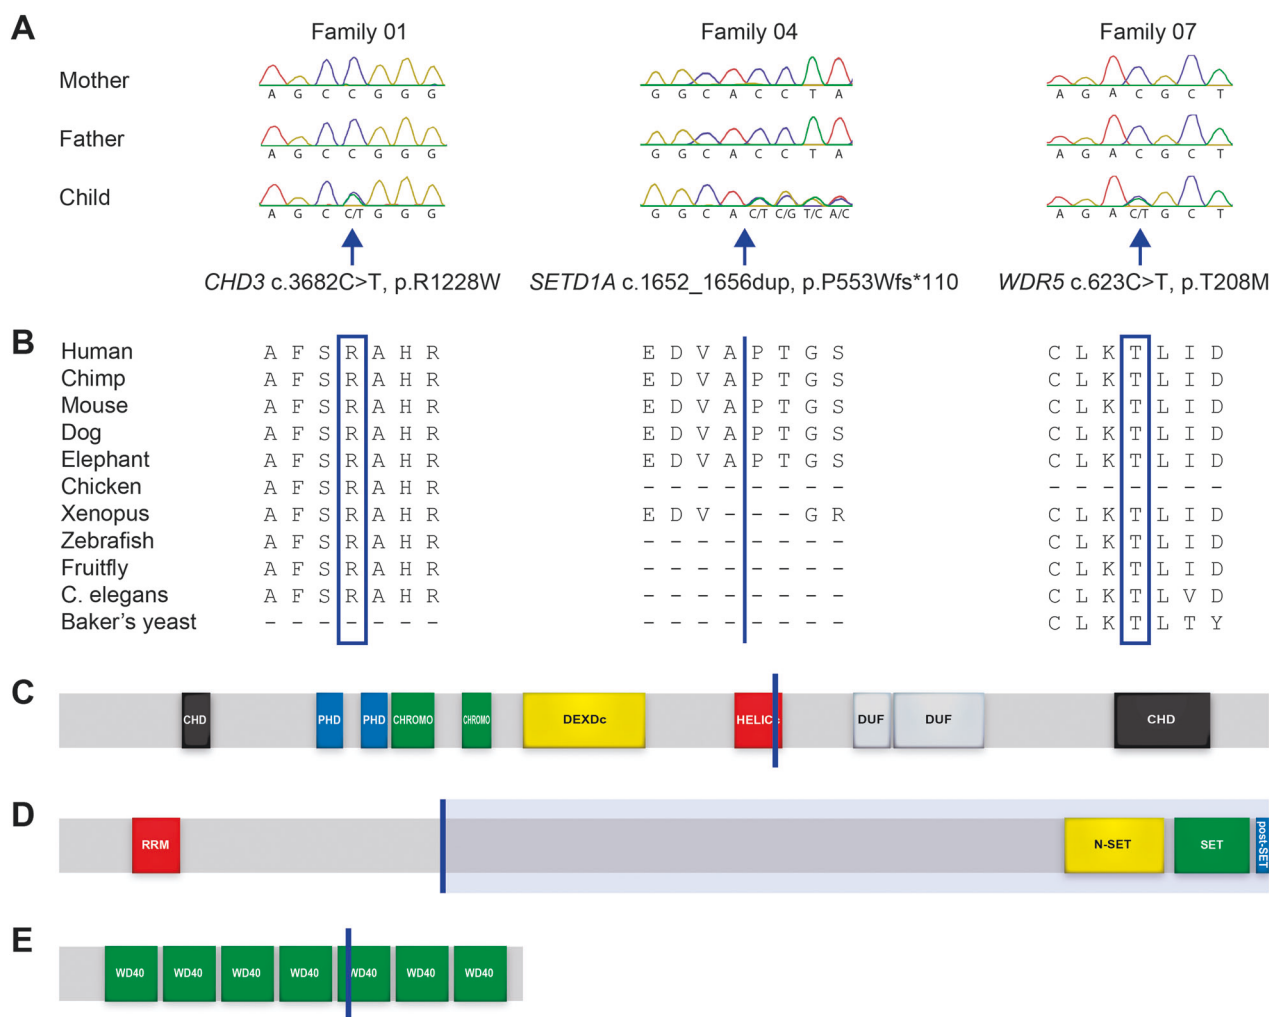 A
Family 01 Family 04 Family 07
Mother
A G C C G G G G G C A C C T A A G A C G C T
Father
A G C C G G G G G C A C C T A A G A C G C T
Child
A G C C/T G G G G G C A C/T C/G T/C A/C A G A C/T G C T
CHD3 c.3682C>T, p.R1228W SETD1A c.1652_1656dup, p.P553Wfs*110 WDR5 c.623C>T, p.T208M
B
Human A F S R A H R E D V A P T G S C L K T L I D
Chimp A F S R A H R E D V A P T G S C L K T L I D
Mouse A F S R A H R E D V A P T G S C L K T L I D
Dog A F S R A H R E D V A P T G S C L K T L I D
Elephant A F S R A H R E D V A P T G S C L K T L I D
Chicken A F S R A H R - - - - - - - - - - - - - - -
Xenopus A F S R A H R E D V - - - G R C L K T L I D
Zebrafish A F S R A H R - - - - - - - - C L K T L I D
Fruitfly A F S R A H R - - - - - - - - C L K T L I D
C. elegans A F S R A H R - - - - - - - - C L K T L V D
Baker's yeast - - - - - - - - - - - - - - - C L K T L T Y
C
CHD PHD PHD CHROMO CHROMO DEXDc HELICc DUF DUF CHD
D
RRM N-SET SET post-SET
E
WD40 WD40 WD40 WD40 WD40 WD40 WD40